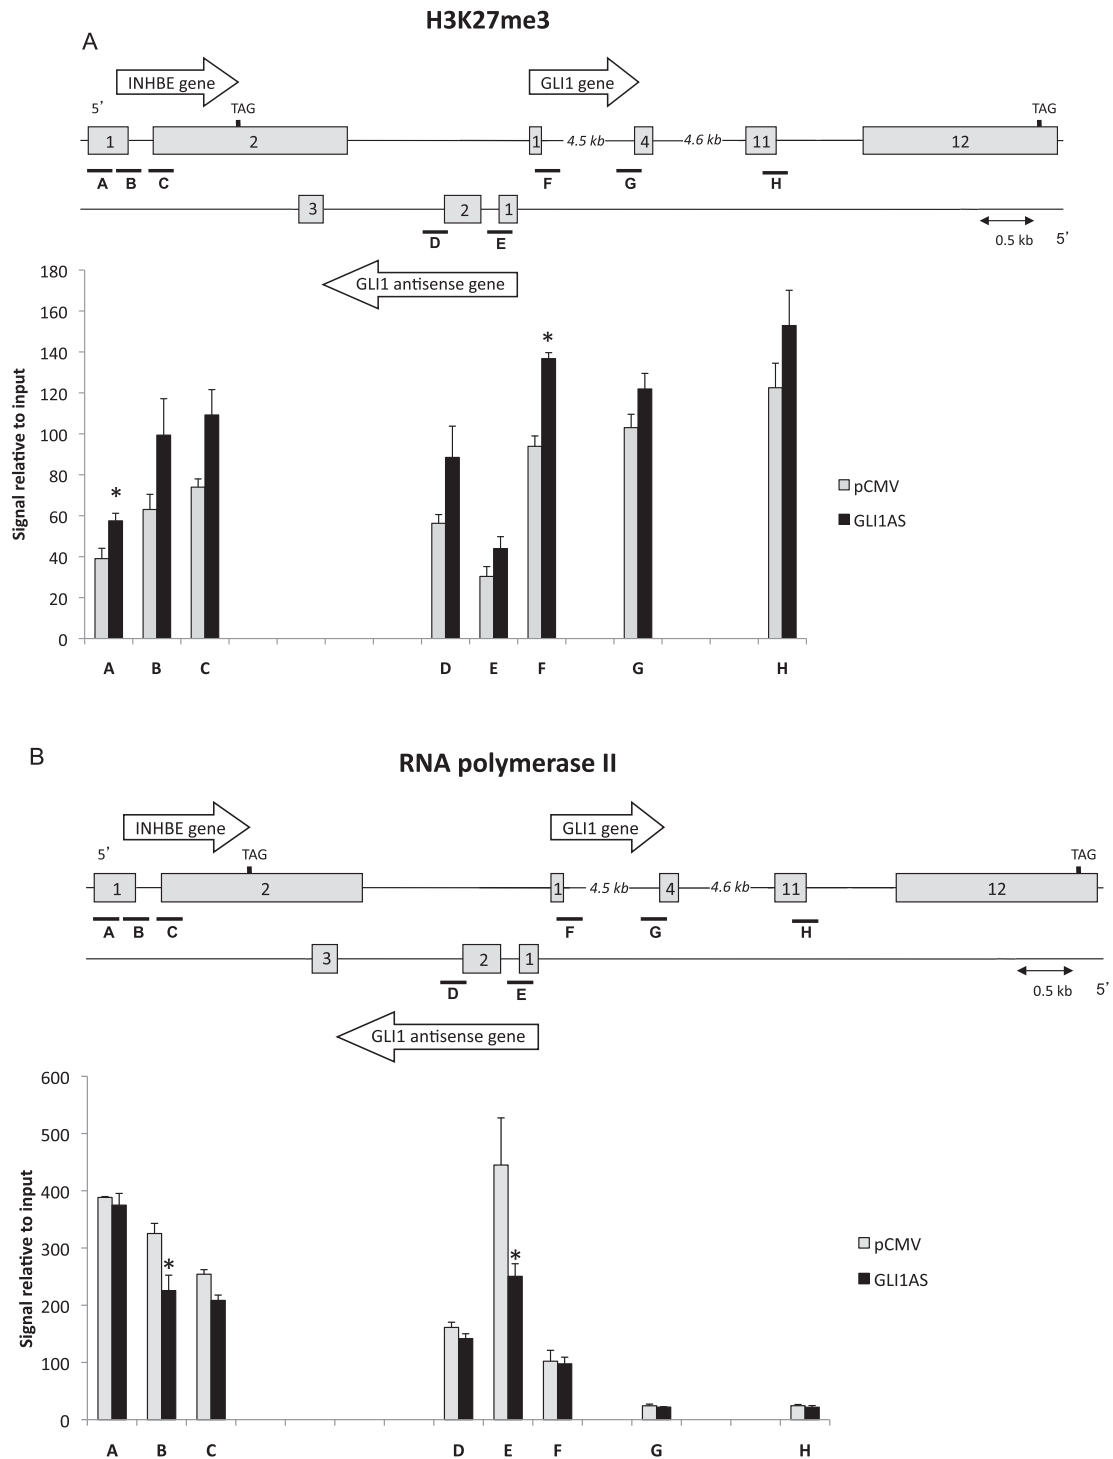 H3K27me3
A
INHBE gene GLI1 gene
5’ TAG TAG
1 2 1 4.5 kb 4 4.6 kb 11 12
A B C F G H
3 2 1
D E 0.5 kb 5’
GLI1 antisense gene
180
160
140
120
100
80
60
40
20
0
Signal relative to input
* *
pCMV
GLI1AS
A B C D E F G H
B
RNA polymerase II
INHBE gene GLI1 gene
5’ TAG TAG
1 2 1 4.5 kb 4 4.6 kb 11 12
A B C F G H
3 2 1
D E 0.5 kb 5’
GLI1 antisense gene
600
500
400
300
200
100
0
Signal relative to input
* *
pCMV
GLI1AS
A B C D E F G H